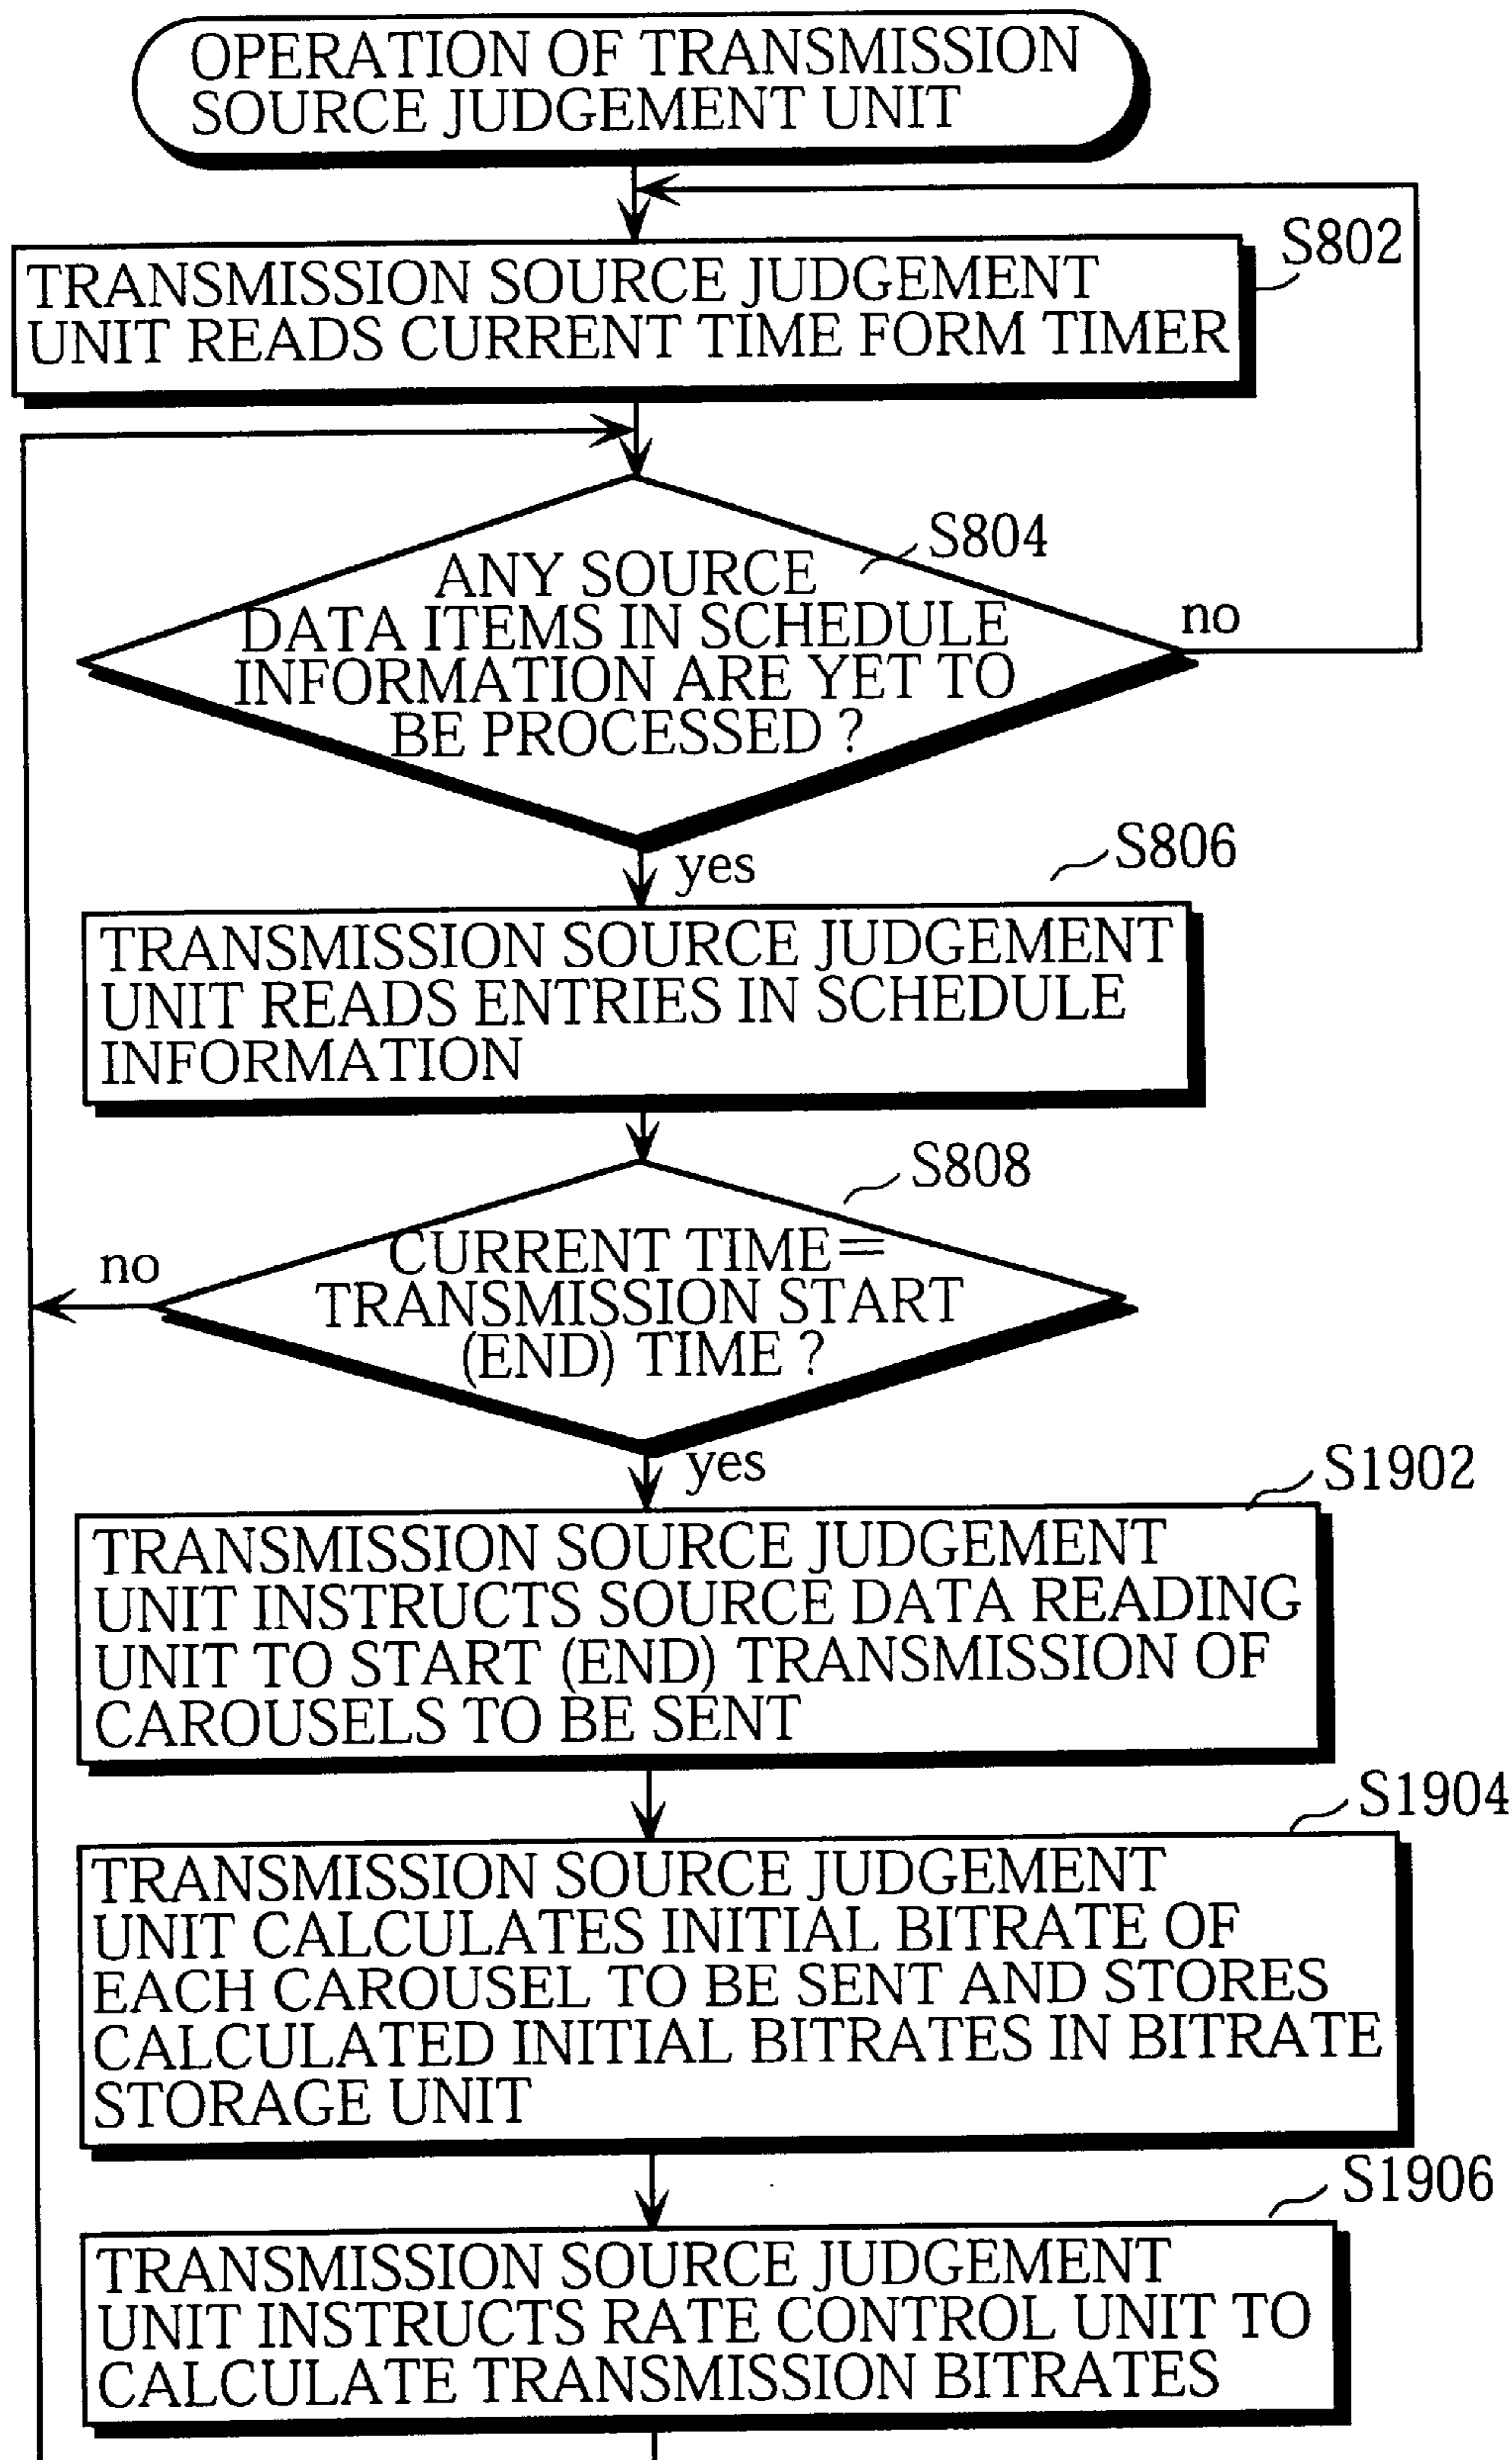 OPERATION OF TRANSMISSION
SOURCE JUDGEMENT UNIT
S802
TRANSMISSION SOURCE JUDGEMENT
UNIT READS CURRENT TIME FORM TIMER
S804
ANY SOURCE
DATA ITEMS IN SCHEDULE
INFORMATION ARE YET TO
BE PROCESSED ?
no
yes
S806
TRANSMISSION SOURCE JUDGEMENT
UNIT READS ENTRIES IN SCHEDULE
INFORMATION
S808
CURRENT TIME=
TRANSMISSION START
(END) TIME ?
no
yes
S1902
TRANSMISSION SOURCE JUDGEMENT
UNIT INSTRUCTS SOURCE DATA READING
UNIT TO START (END) TRANSMISSION OF
CAROUSELS TO BE SENT
S1904
TRANSMISSION SOURCE JUDGEMENT
UNIT CALCULATES INITIAL BITRATE OF
EACH CAROUSEL TO BE SENT AND STORES
CALCULATED INITIAL BITRATES IN BITRATE
STORAGE UNIT
S1906
TRANSMISSION SOURCE JUDGEMENT
UNIT INSTRUCTS RATE CONTROL UNIT TO
CALCULATE TRANSMISSION BITRATES